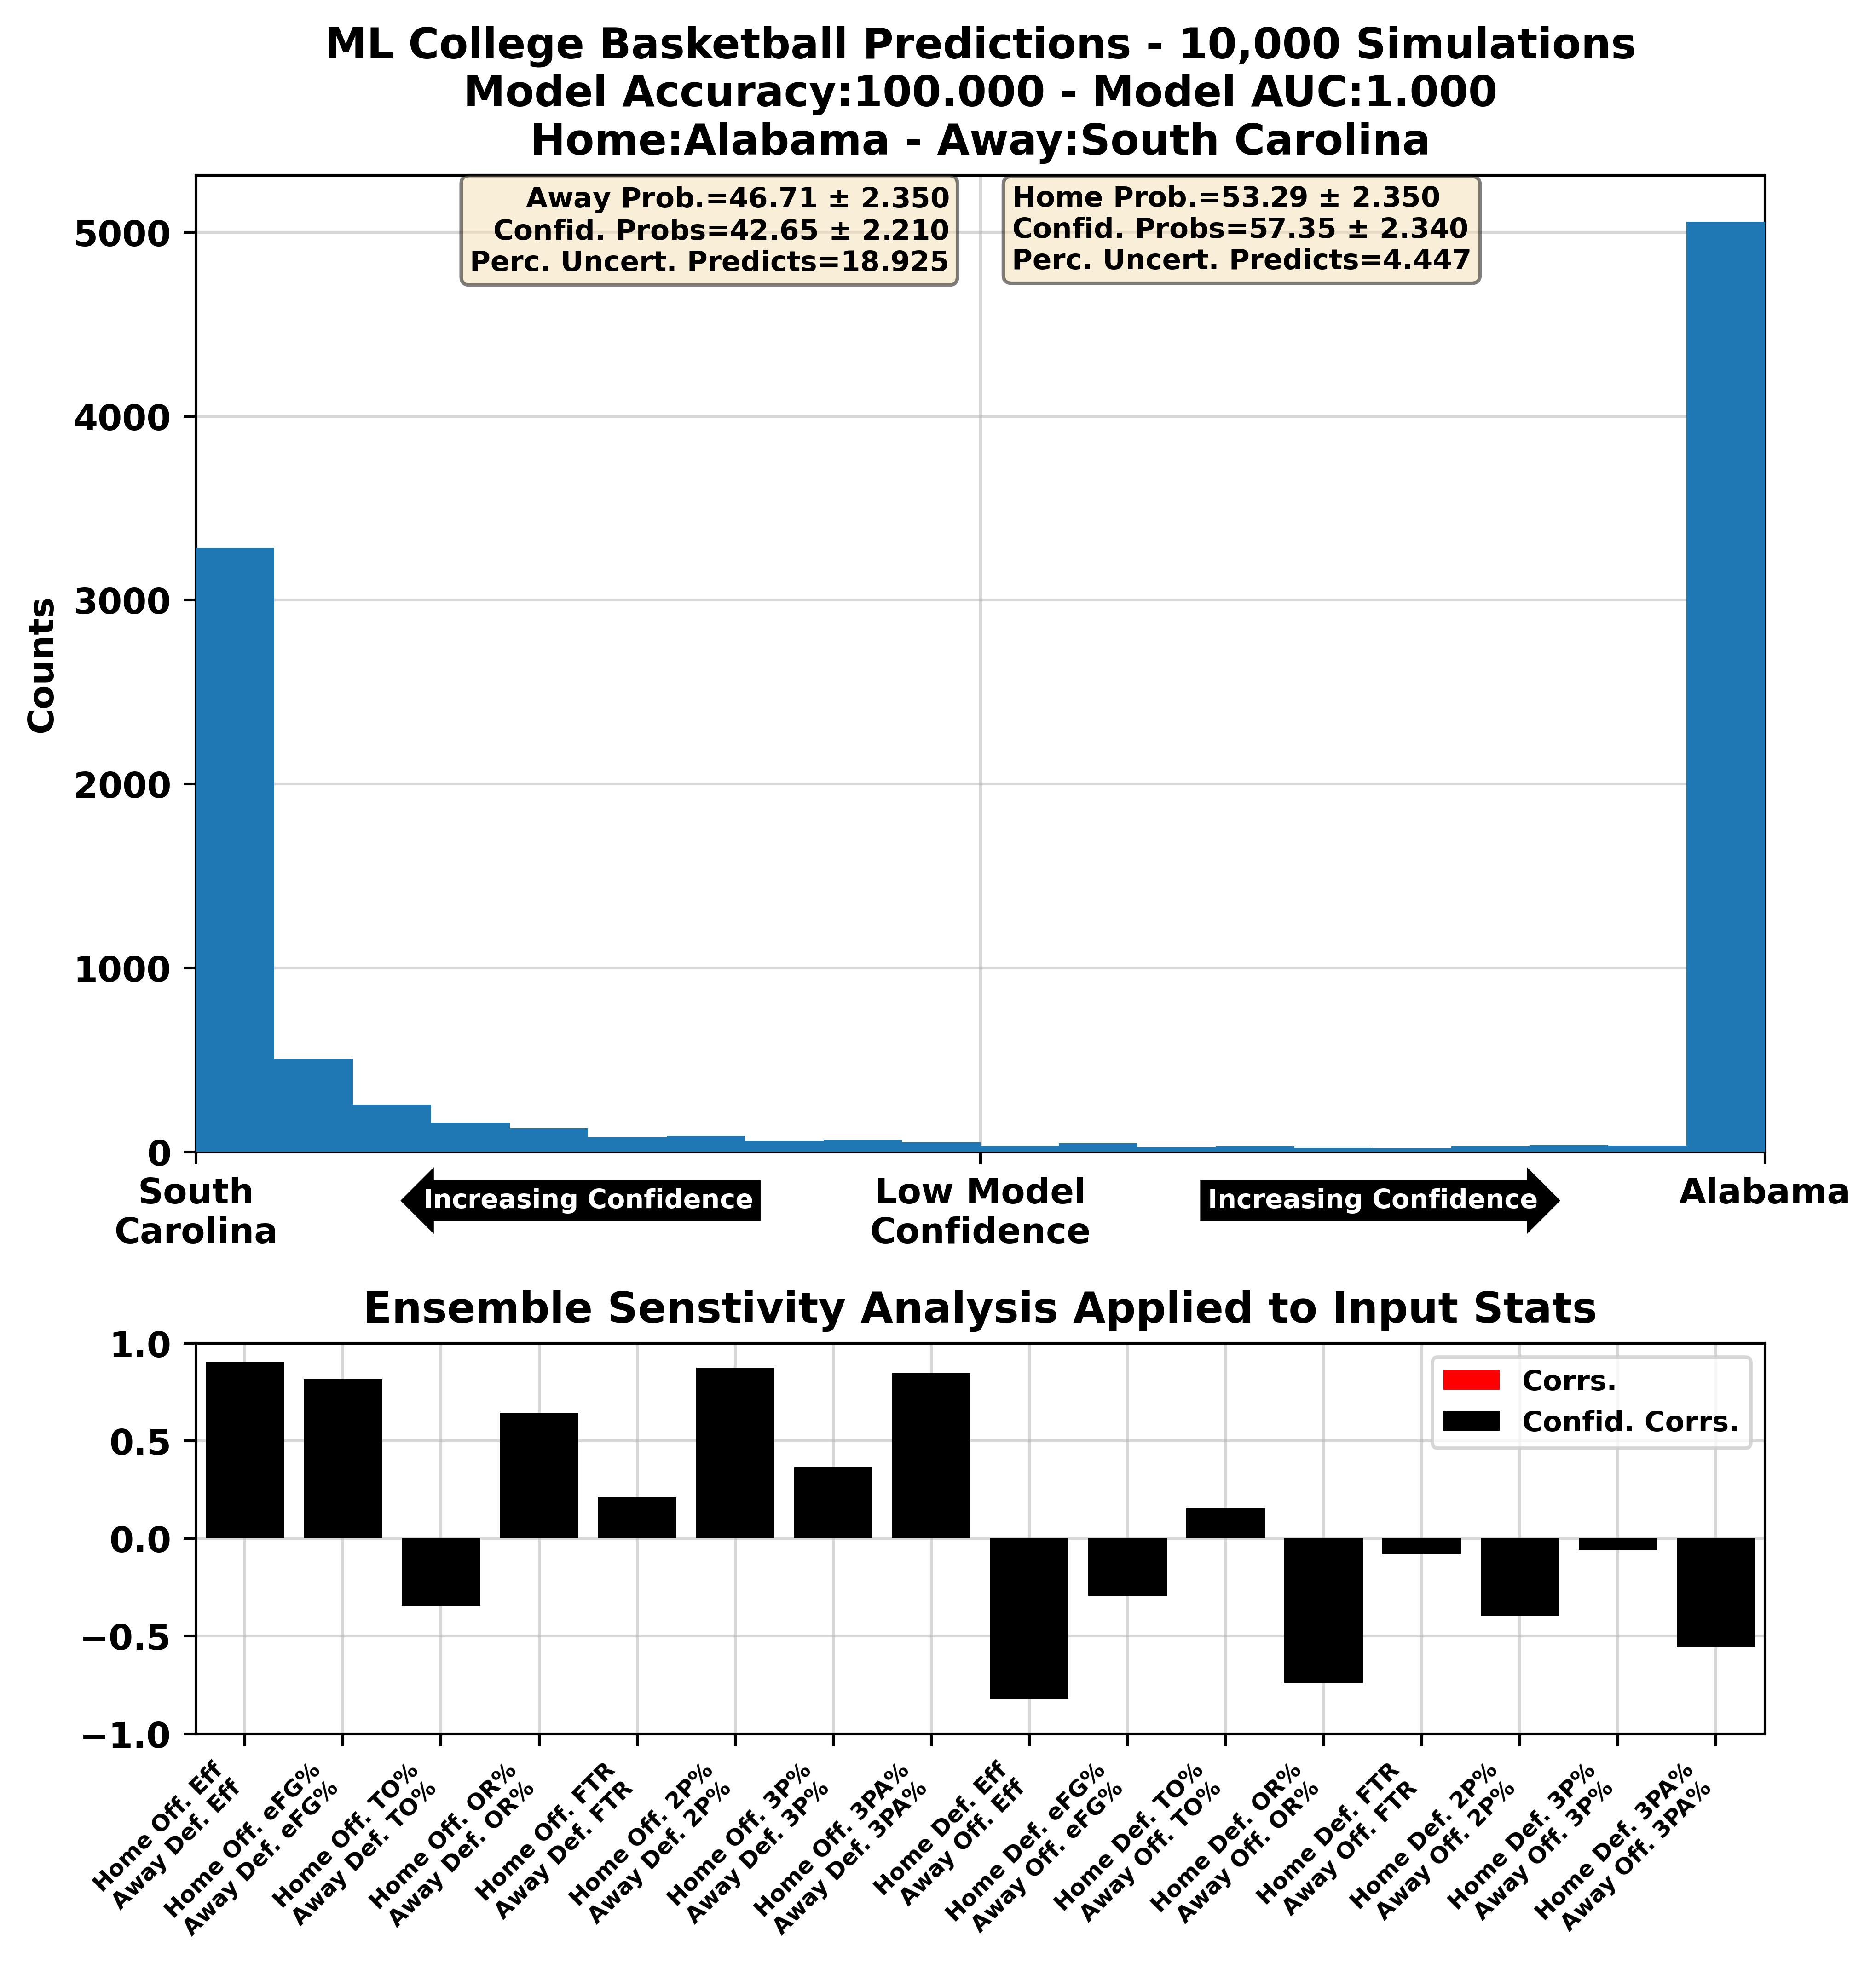 ML College Basketball Predictions - 10,000 Simulations
Model Accuracy:100.000 - Model AUC:1.000
Home:Alabama - Away:South Carolina
Away Prob.=46.71 ± 2.350
Confid. Probs=42.65 ± 2.210
Perc. Uncert. Predicts=18.925
Home Prob.=53.29 ± 2.350
Confid. Probs=57.35 ± 2.340
Perc. Uncert. Predicts=4.447
5000
4000
3000
2000
1000
0
Counts
South
Carolina
Increasing Confidence
Low Model
Confidence
Increasing Confidence
Alabama
Ensemble Senstivity Analysis Applied to Input Stats
1.0
0.5
0.0
−0.5
−1.0
Corrs.
Confid. Corrs.
Home Off. Eff
Away Def. Eff
Home Off. eFG%
Away Def. eFG%
Home Off. TO%
Away Def. TO%
Home Off. OR%
Away Def. OR%
Home Off. FTR
Away Def. FTR
Home Off. 2P%
Away Def. 2P%
Home Off. 3P%
Away Def. 3P%
Home Off. 3PA%
Away Def. 3PA%
Home Def. Eff
Away Off. Eff
Home Def. eFG%
Away Off. eFG%
Home Def. TO%
Away Off. TO%
Home Def. OR%
Away Off. OR%
Home Def. FTR
Away Off. FTR
Home Def. 2P%
Away Off. 2P%
Home Def. 3P%
Away Off. 3P%
Home Def. 3PA%
Away Off. 3PA%